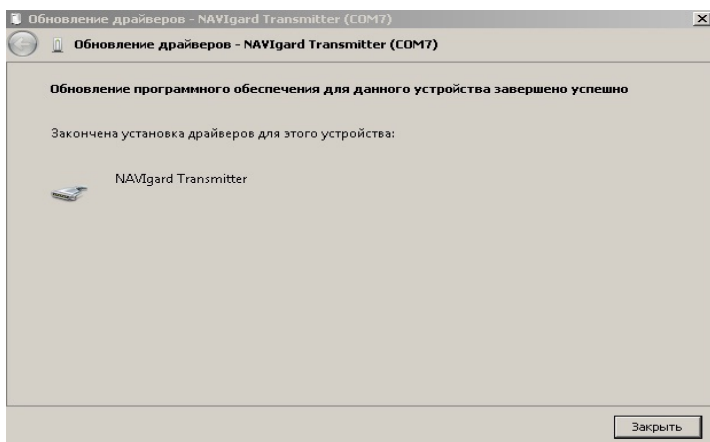 Обновление драйверов - NAVIgard Transmitter (COM7)
Обновление драйверов - NAVIgard Transmitter (COM7)
Обновление программного обеспечения для данного устройства завершено успешно
Закончена установка драйверов для этого устройства:
NAVIgard Transmitter
Закрыть